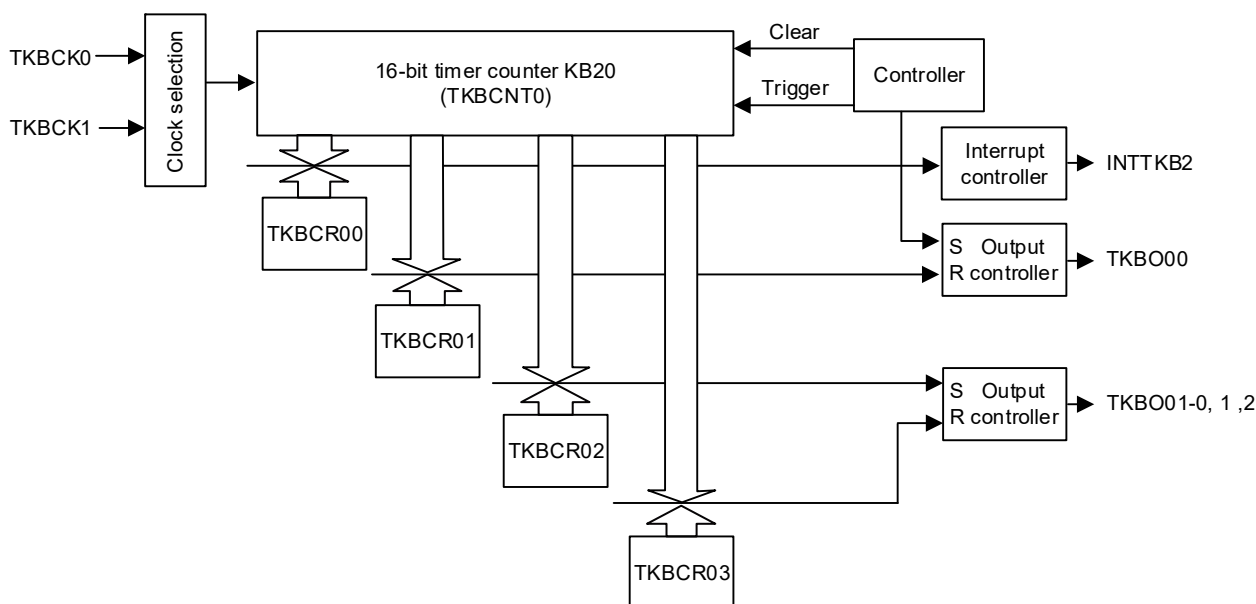 TKBCK0
TKBCK1
Clock selection
16-bit timer counter KB20
(TKBCNT0)
Clear
Trigger
Controller
Interrupt
controller
INTTKB2
TKBCR00
S Output
R controller
TKBO00
TKBCR01
S Output
R controller
TKBO01-0, 1 ,2
TKBCR02
TKBCR03